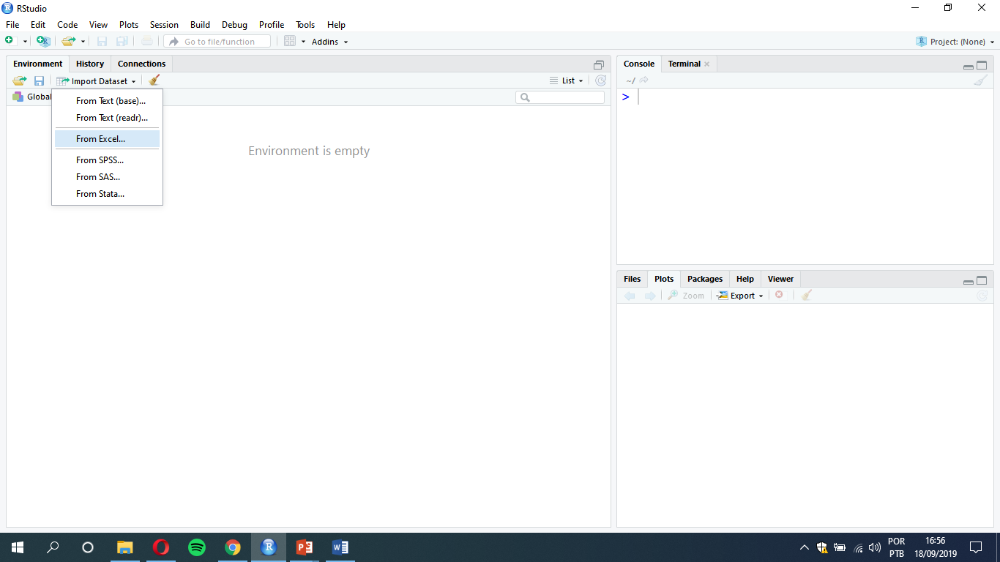 RStudio
File Edit Code View Plots Session Build Debug Profile Tools Help
Go to file/function Addins Project: (None)
Environment History Connections
Import Dataset List
Global
From Text (base)...
From Text (readr)...
From Excel...
From SPSS...
From SAS...
From Stata...
Environment is empty
Console Terminal
~/
>
Files Plots Packages Help Viewer
Zoom Export
POR
PTB
16:56
18/09/2019